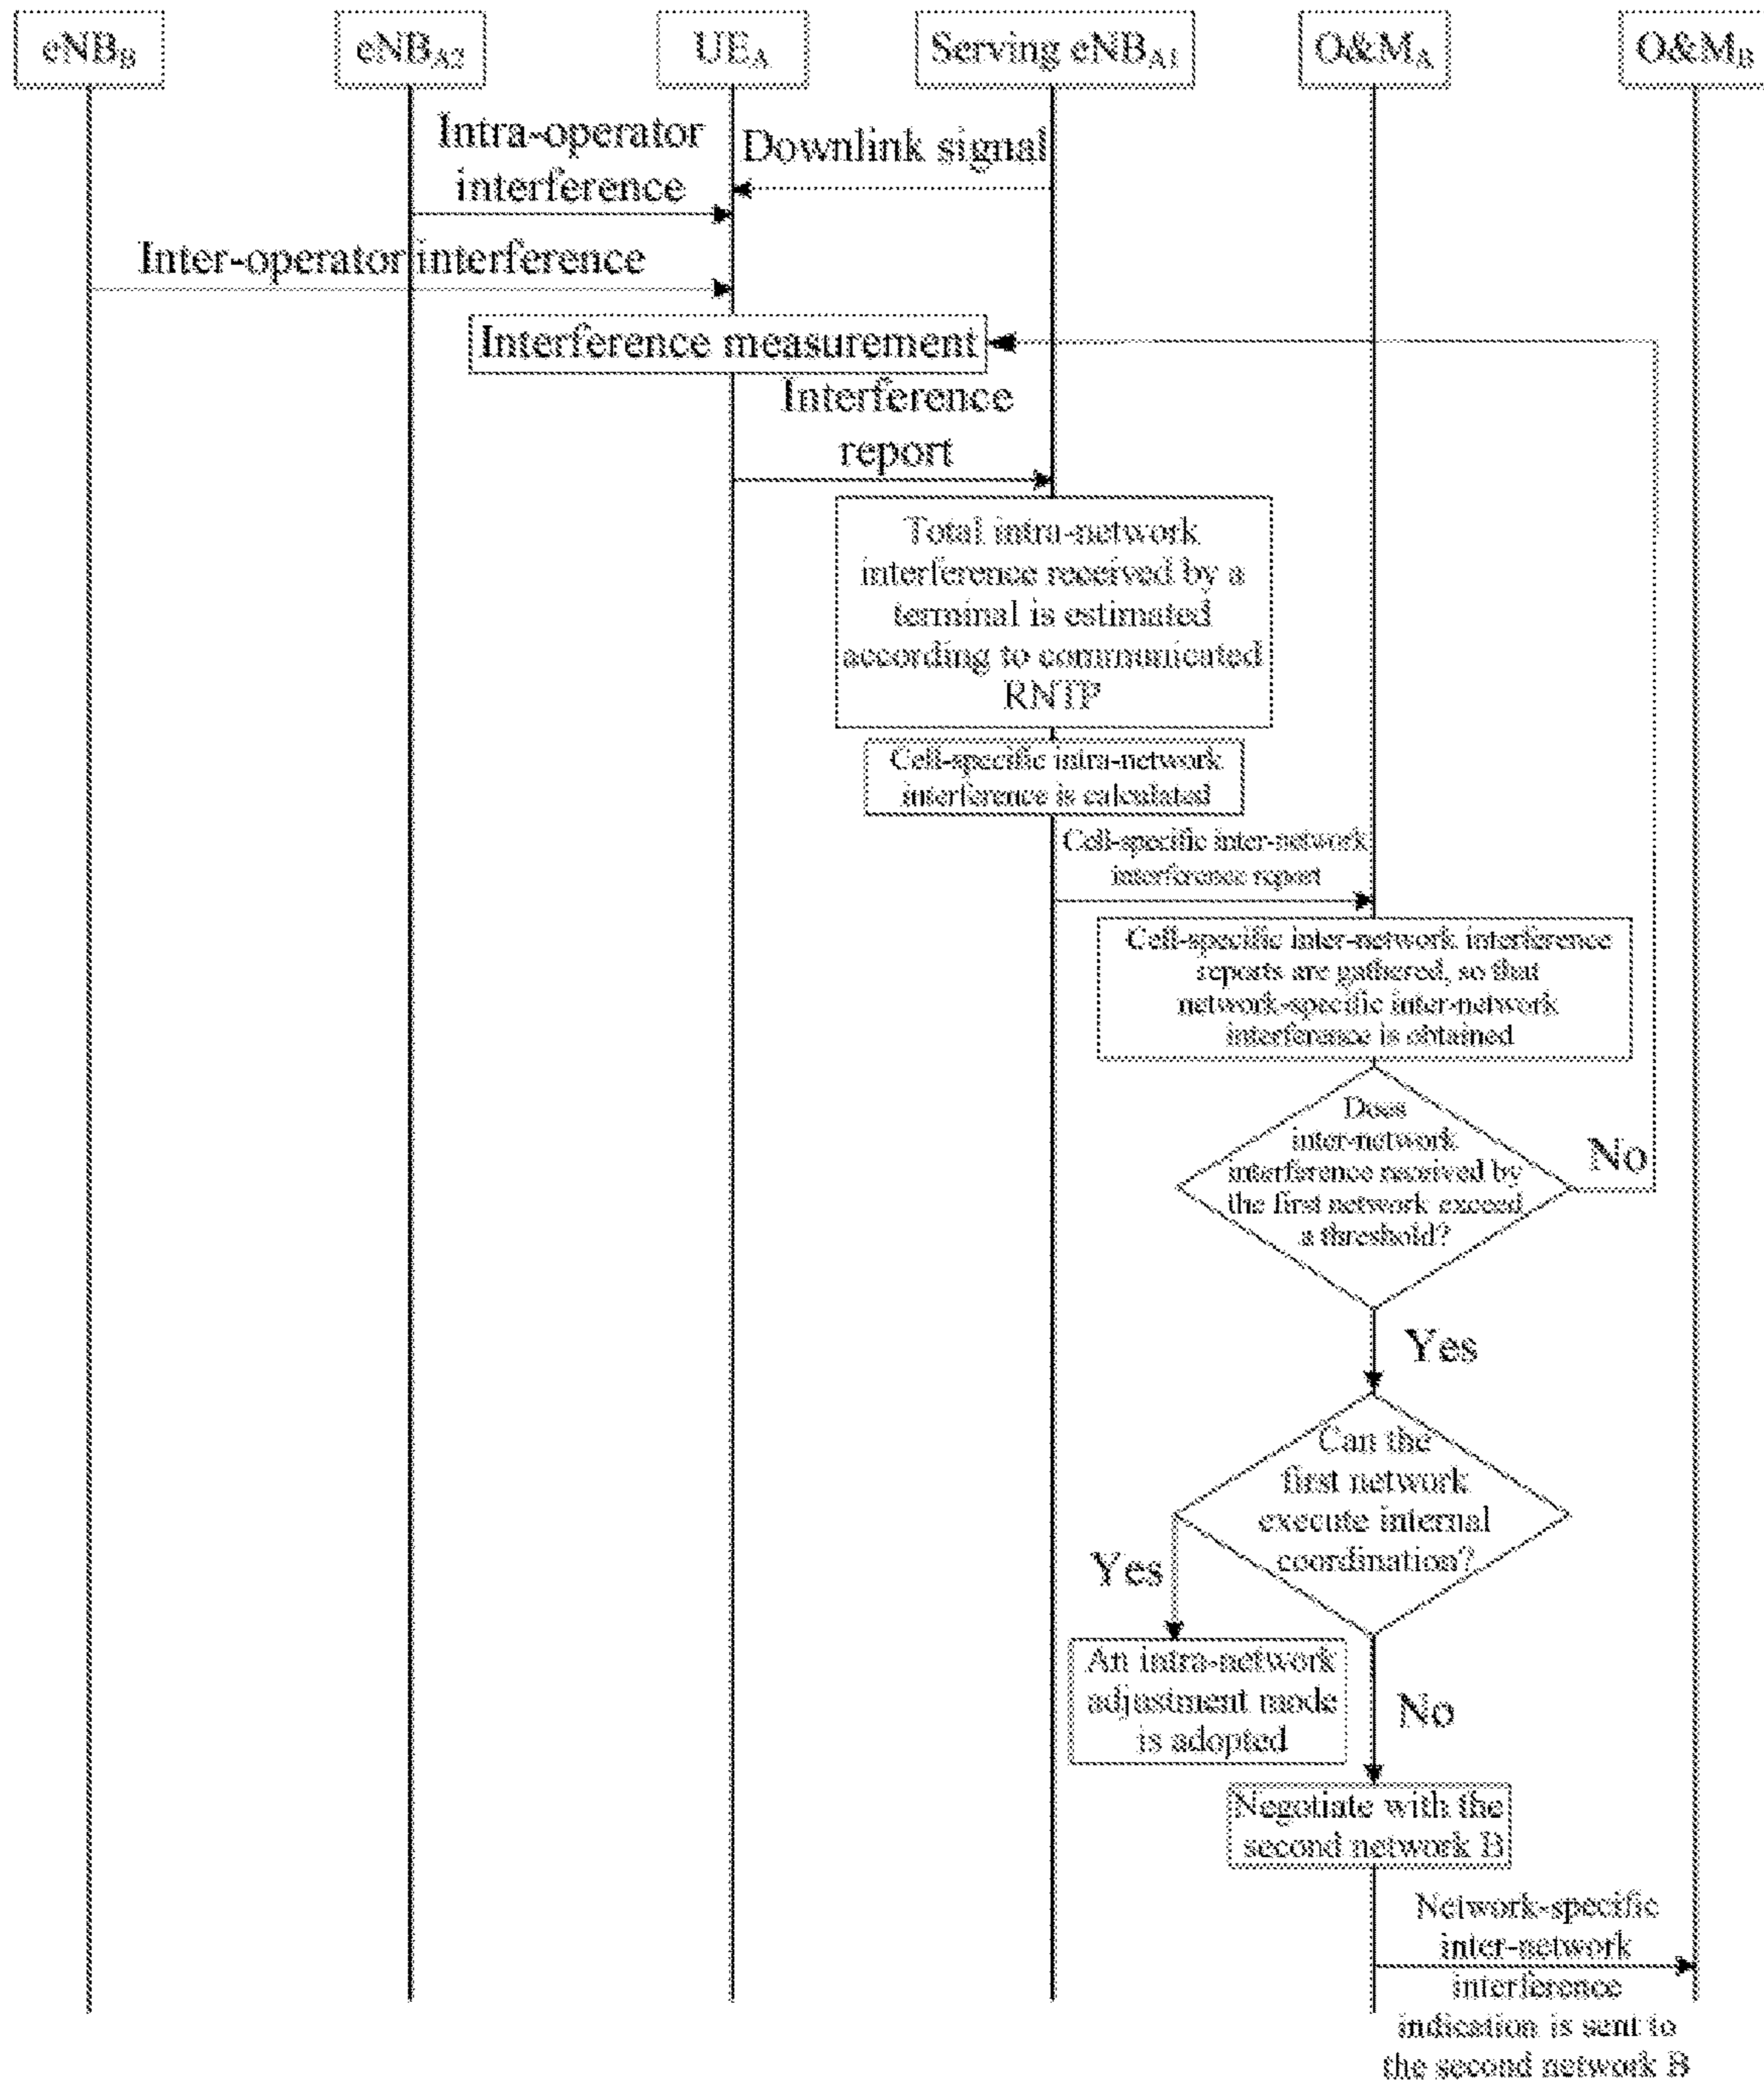 eNB_B
eNB_A2
UE_A
Serving eNB_A1
O&M_A
O&M_B
Intra-operator
interference
Downlink signal
Inter-operator interference
Interference measurement
Interference
report
Total intra-network
interference received by a
terminal is estimated
according to communicated
RNTP
Cell-specific intra-network
interference is calculated
Cell-specific inter-network
interference report
Cell-specific inter-network interference
reports are gathered, so that
network-specific inter-network
interference is obtained
Does
inter-network
interference received by
the first network exceed
a threshold?
No
Yes
Can the
first network
execute internal
coordination?
Yes
An intra-network
adjustment mode
is adopted
No
Negotiate with the
second network B
Network-specific
inter-network
interference
indication is sent to
the second network B